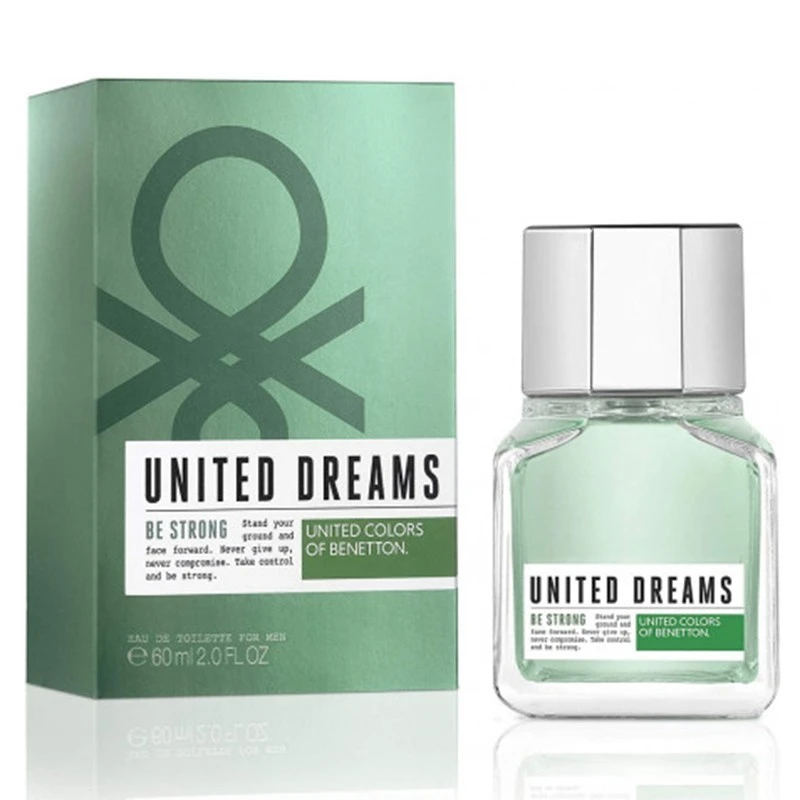 UNITED DREAMS
BE STRONG Stand your
ground and
face forward. Never give up,
never compromise. Take control
and be strong.
UNITED COLORS
OF BENETTON.
EAU DE TOILETTE FOR MEN
℮ 60 ml 2.0 FL OZ
UNITED DREAMS
BE STRONG Stand your
ground and
face forward. Never give up,
never compromise. Take control
and be strong.
UNITED COLORS
OF BENETTON.